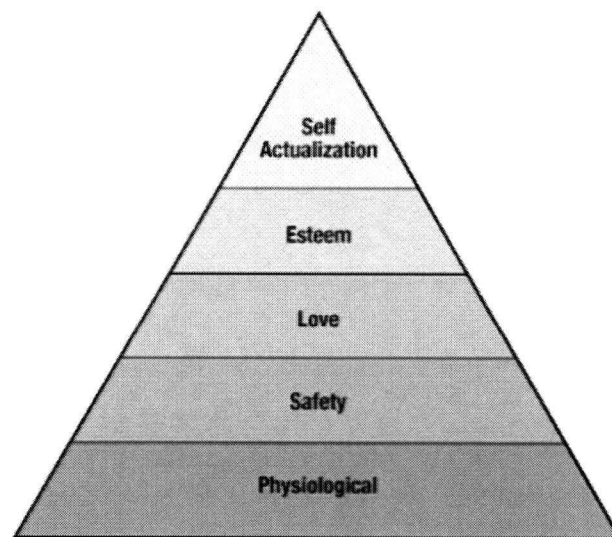 Self
Actualization
Esteem
Love
Safety
Physiological